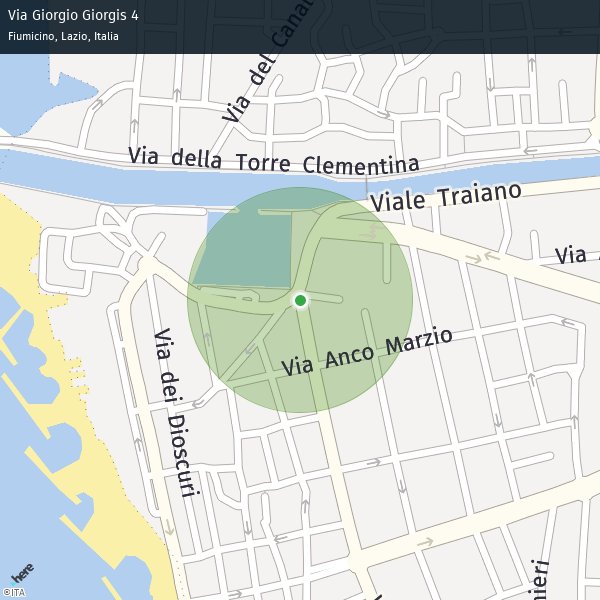 Via Giorgio Giorgis 4
Fiumicino, Lazio, Italia
Via del Canal
Via della Torre Clementina
Viale Traiano
Via
Via Anco Marzio
Via dei Dioscuri
nieri
here
©ITA